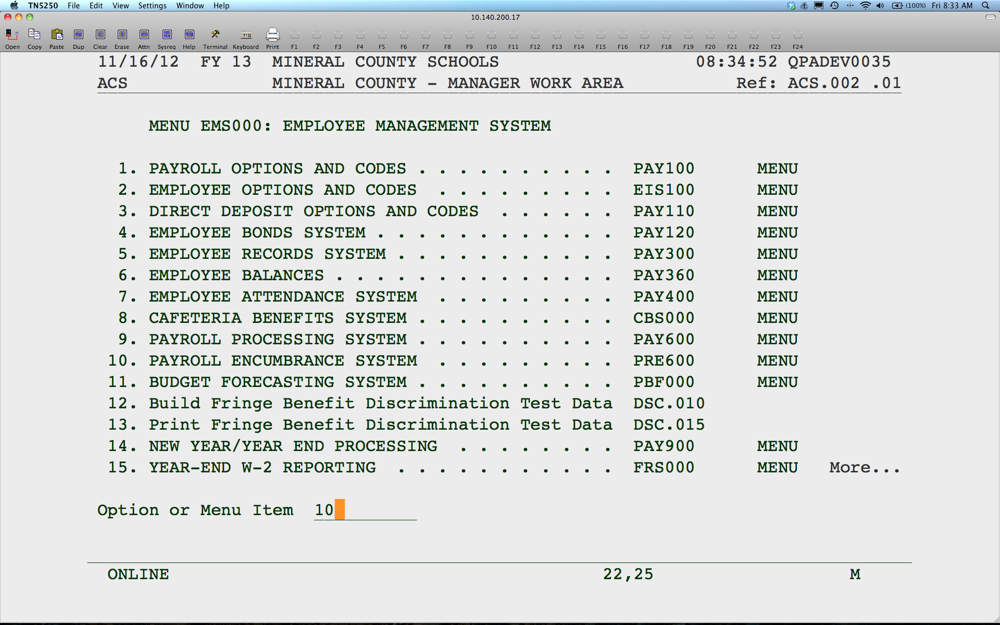 TN5250 File Edit View Settings Window Help (100%) Fri 8:33 AM
10.140.200.17
Open Copy Paste Dup Clear Erase Attn Sysreq Help Terminal Keyboard Print F1 F2 F3 F4 F5 F6 F7 F8 F9 F10 F11 F12 F13 F14 F15 F16 F17 F18 F19 F20 F21 F22 F23 F24
11/16/12 FY 13 MINERAL COUNTY SCHOOLS 08:34:52 QPADEV0035
ACS MINERAL COUNTY - MANAGER WORK AREA Ref: ACS.002 .01
MENU EMS000: EMPLOYEE MANAGEMENT SYSTEM
1. PAYROLL OPTIONS AND CODES . . . . . . . . . . PAY100 MENU
2. EMPLOYEE OPTIONS AND CODES . . . . . . . . . EIS100 MENU
3. DIRECT DEPOSIT OPTIONS AND CODES . . . . . . PAY110 MENU
4. EMPLOYEE BONDS SYSTEM . . . . . . . . . . . . PAY120 MENU
5. EMPLOYEE RECORDS SYSTEM . . . . . . . . . . . PAY300 MENU
6. EMPLOYEE BALANCES . . . . . . . . . . . . . . PAY360 MENU
7. EMPLOYEE ATTENDANCE SYSTEM . . . . . . . . . PAY400 MENU
8. CAFETERIA BENEFITS SYSTEM . . . . . . . . . . CBS000 MENU
9. PAYROLL PROCESSING SYSTEM . . . . . . . . . . PAY600 MENU
10. PAYROLL ENCUMBRANCE SYSTEM . . . . . . . . . PRE600 MENU
11. BUDGET FORECASTING SYSTEM . . . . . . . . . . PBF000 MENU
12. Build Fringe Benefit Discrimination Test Data DSC.010
13. Print Fringe Benefit Discrimination Test Data DSC.015
14. NEW YEAR/YEAR END PROCESSING . . . . . . . . PAY900 MENU
15. YEAR-END W-2 REPORTING . . . . . . . . . . . FRS000 MENU More...
Option or Menu Item 10
ONLINE 22,25 M